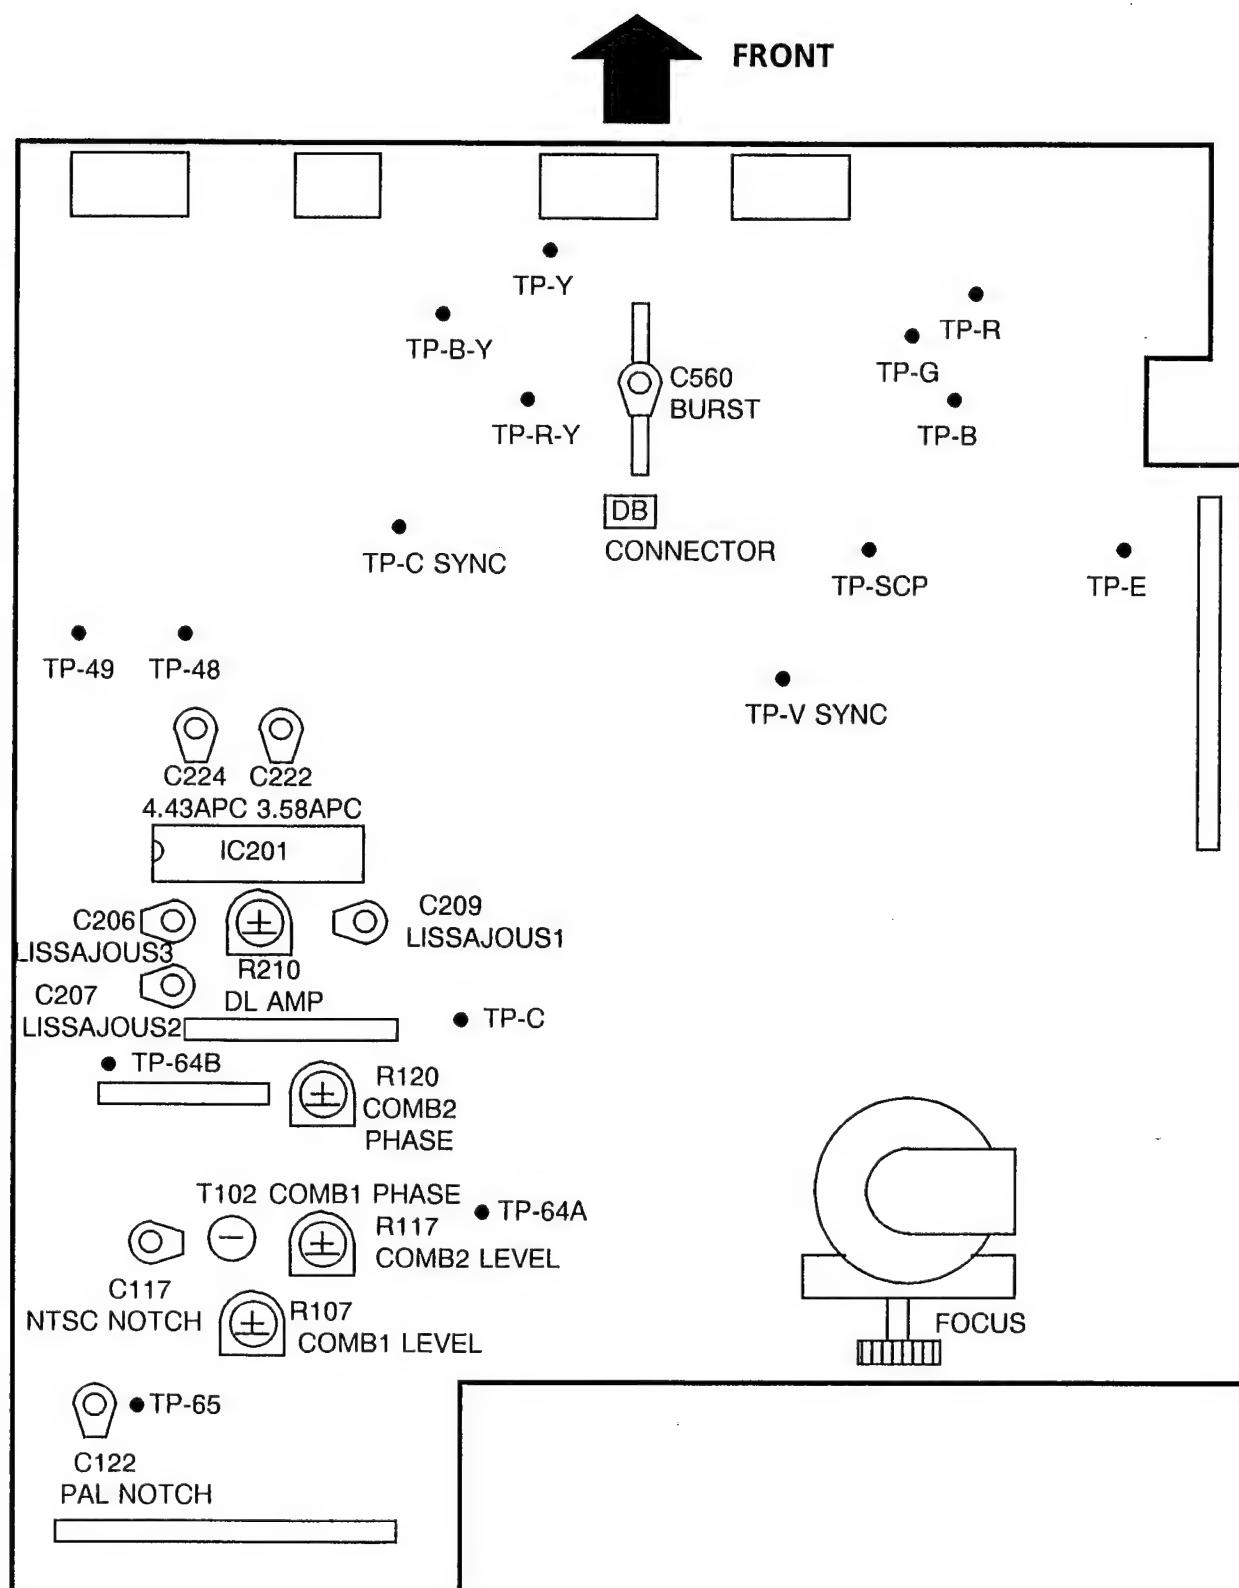 FRONT
TP-Y
TP-R
TP-B-Y
TP-G
C560
BURST
TP-R-Y
TP-B
DB
CONNECTOR
TP-C SYNC
TP-SCP
TP-E
TP-49
TP-48
TP-V SYNC
C224
C222
4.43APC
3.58APC
IC201
C206
LISSAJOUS3
C209
LISSAJOUS1
R210
DL AMP
C207
LISSAJOUS2
TP-C
TP-64B
R120
COMB2
PHASE
T102 COMB1 PHASE
TP-64A
R117
COMB2 LEVEL
C117
NTSC NOTCH
R107
COMB1 LEVEL
FOCUS
TP-65
C122
PAL NOTCH